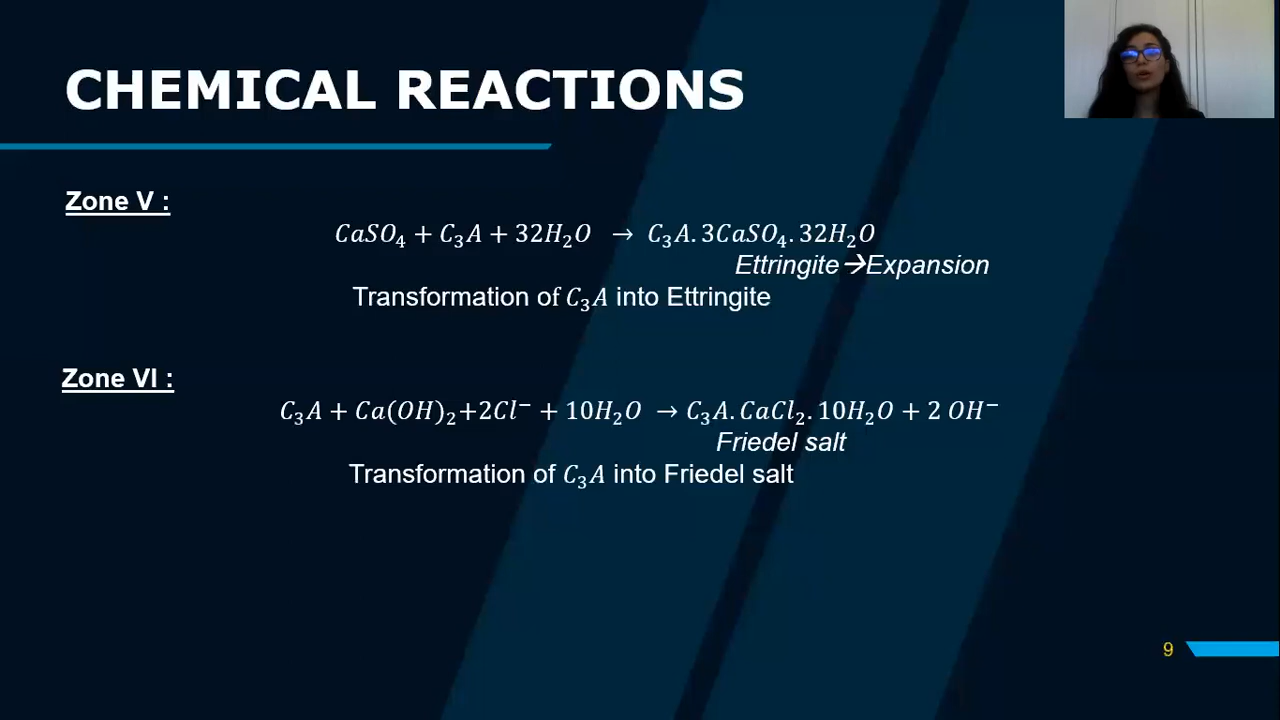 CHEMICAL REACTIONS
Zone V :
CaSO₄ + C₃A + 32H₂O → C₃A.3CaSO₄.32H₂O
Ettringite→Expansion
Transformation of C₃A into Ettringite
Zone VI :
C₃A + Ca(OH)₂+2Cl⁻ + 10H₂O → C₃A.CaCl₂.10H₂O + 2 OH⁻
Friedel salt
Transformation of C₃A into Friedel salt
9